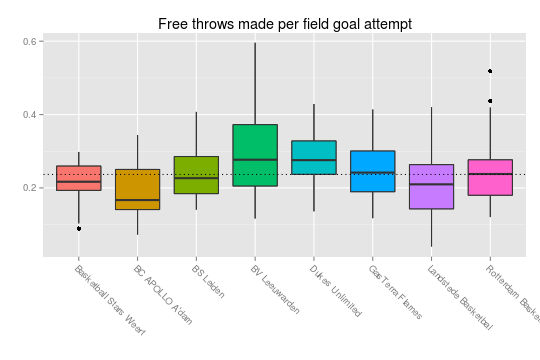 Free throws made per field goal attempt
0.6
0.4
0.2
Basketball Stars Weert
BC APOLLO A'dam
BS Leiden
BV Leeuwarden
Dukes Unlimited
GasTerra Flames
Landstede Basketbal
Rotterdam Basket